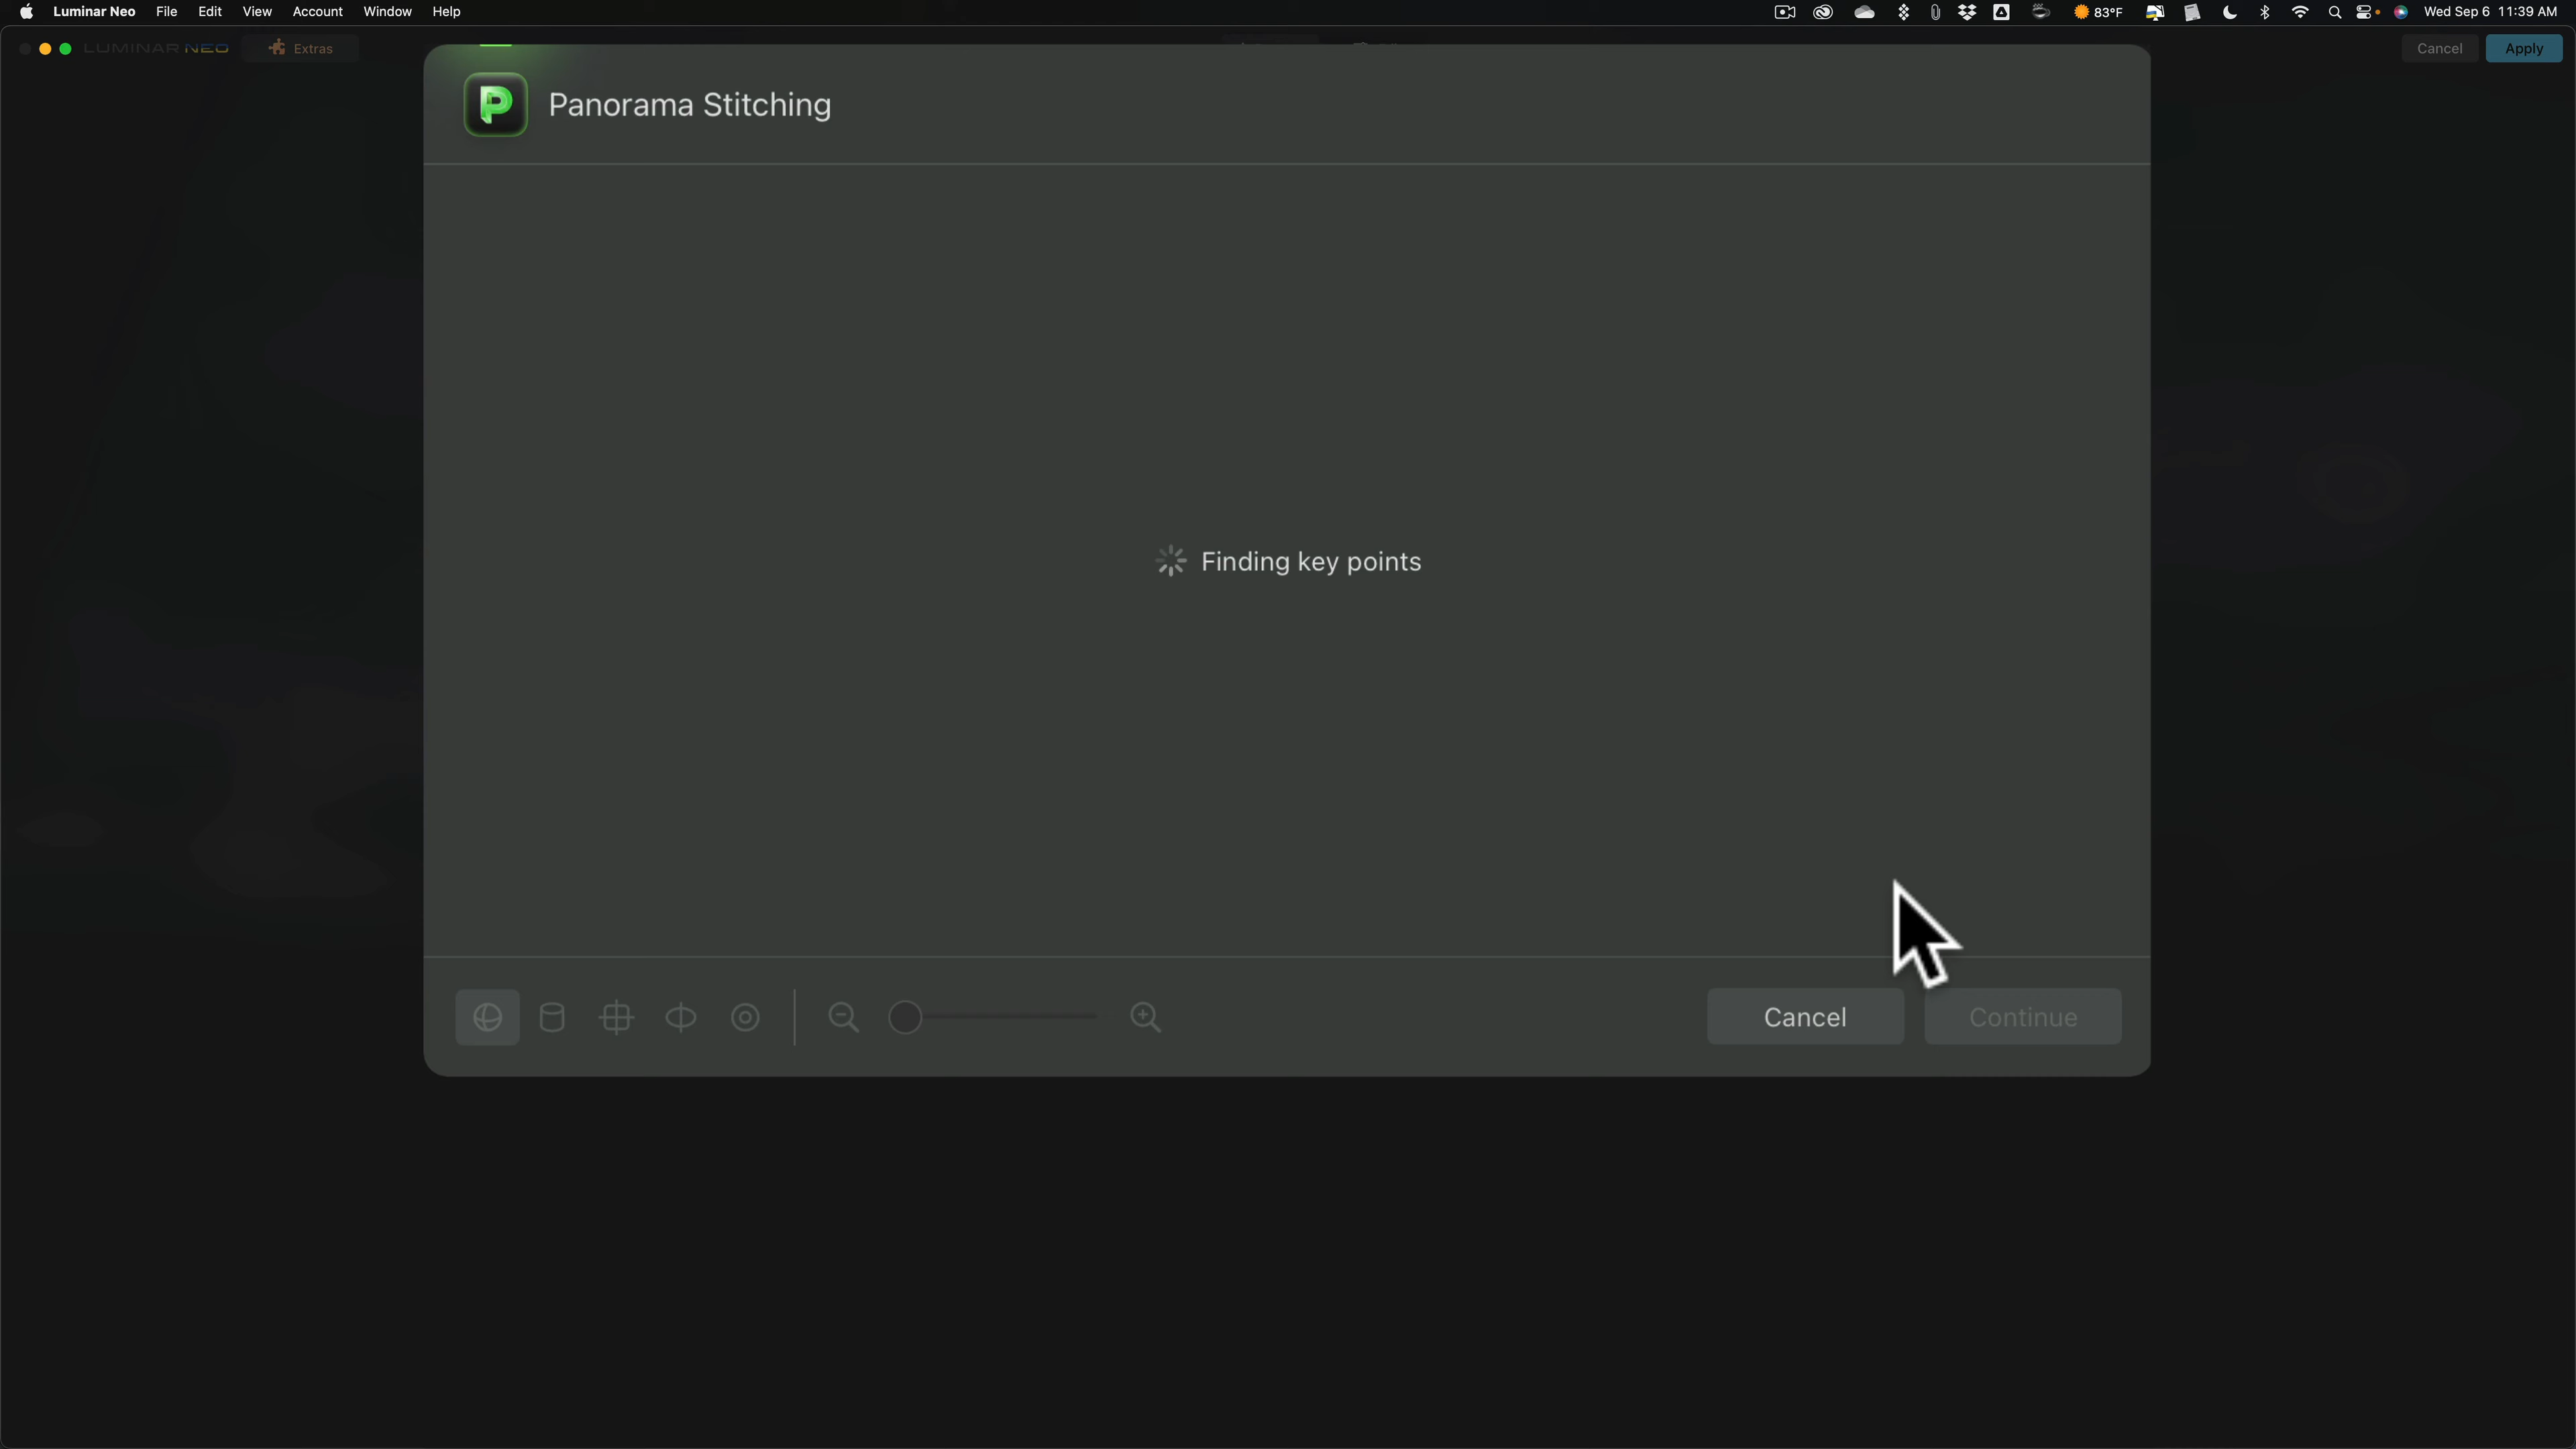 Luminar Neo File Edit View Account Window Help 83°F Wed Sep 6 11:39 AM
LUMINAR NEO Extras Cancel Apply
Panorama Stitching
Finding key points
Cancel Continue